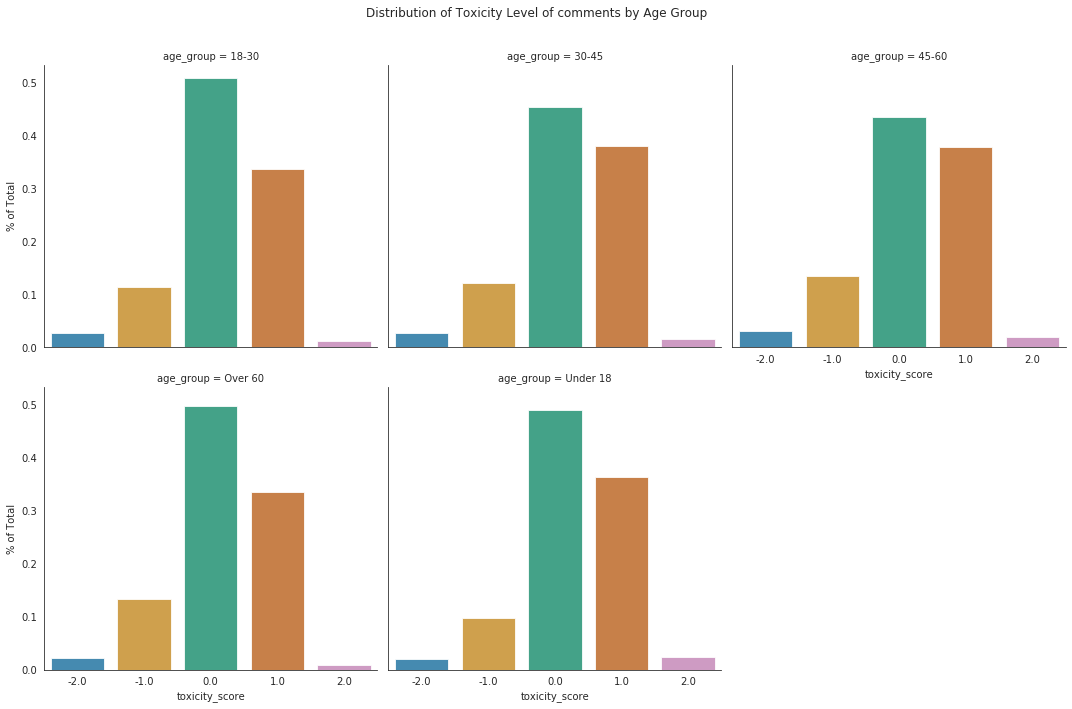 Distribution of Toxicity Level of comments by Age Group
age_group = 18-30
age_group = 30-45
age_group = 45-60
% of Total
0.5
0.4
0.3
0.2
0.1
0.0
-2.0 -1.0 0.0 1.0 2.0
toxicity_score
age_group = Over 60
age_group = Under 18
% of Total
0.5
0.4
0.3
0.2
0.1
0.0
-2.0 -1.0 0.0 1.0 2.0
toxicity_score
-2.0 -1.0 0.0 1.0 2.0
toxicity_score